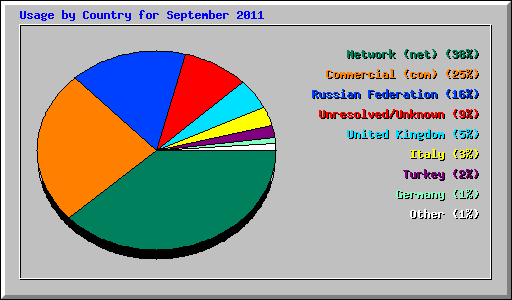 Usage by Country for September 2011
Network (net) (38%)
Commercial (com) (25%)
Russian Federation (16%)
Unresolved/Unknown (9%)
United Kingdom (5%)
Italy (3%)
Turkey (2%)
Germany (1%)
Other (1%)